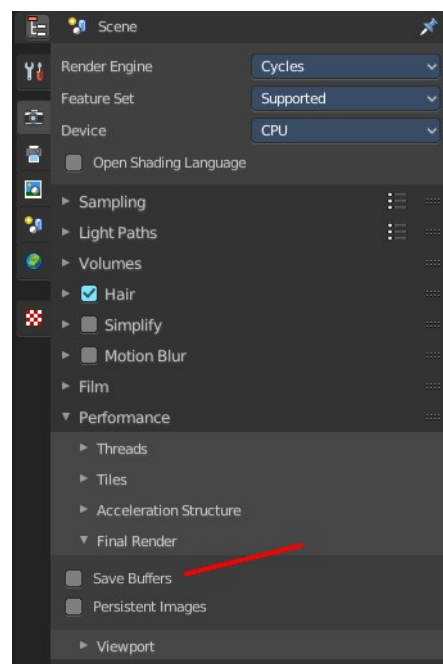 Scene
Render Engine Cycles
Feature Set Supported
Device CPU
Open Shading Language
Sampling
Light Paths
Volumes
Hair
Simplify
Motion Blur
Film
Performance
Threads
Tiles
Acceleration Structure
Final Render
Save Buffers
Persistent Images
Viewport